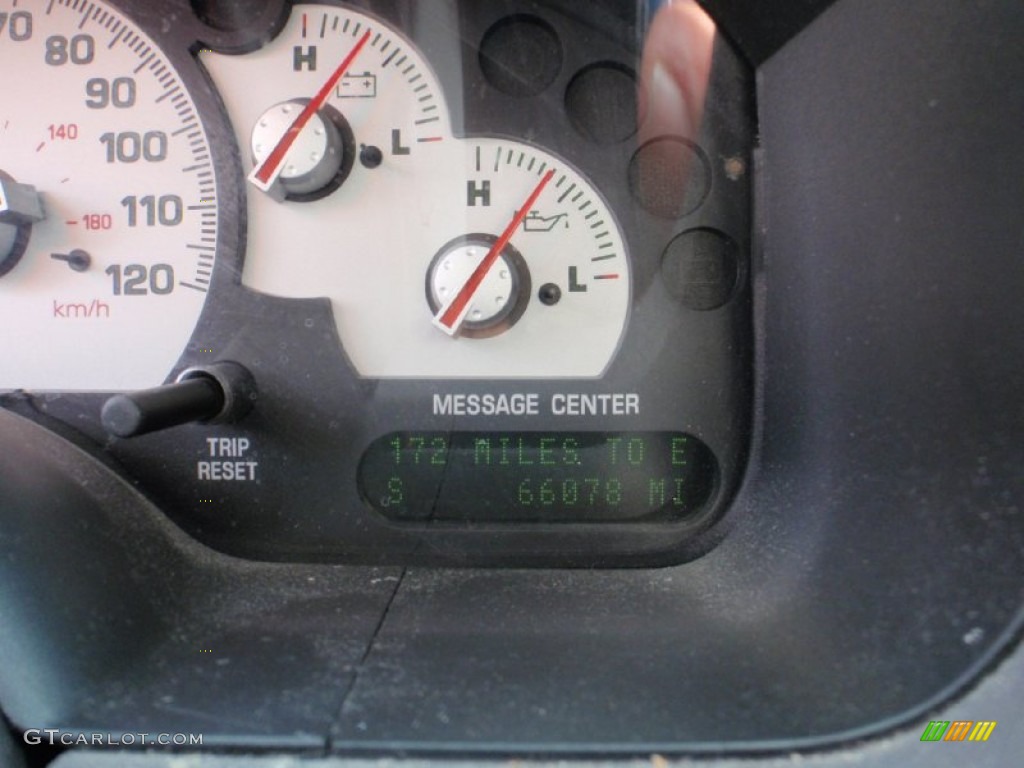 70
80
90
100
110
120
140
180
km/h
H
L
H
L
MESSAGE CENTER
TRIP
RESET
172 MILES TO E
S 66078 MI
GTCARLOT.COM